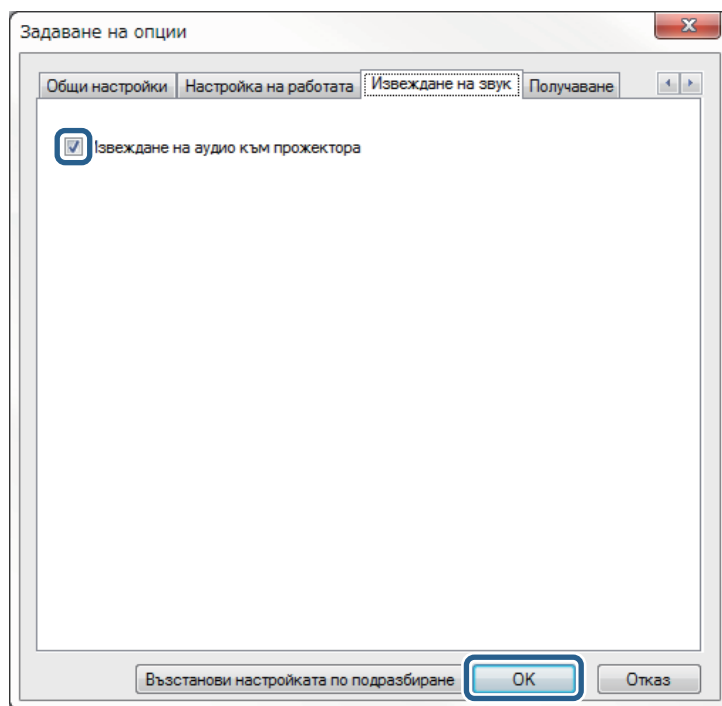 Задаване на опции
Общи настройки Настройка на работата Извеждане на звук Получаване
Извеждане на аудио към прожектора
Възстанови настройката по подразбиране OK Отказ